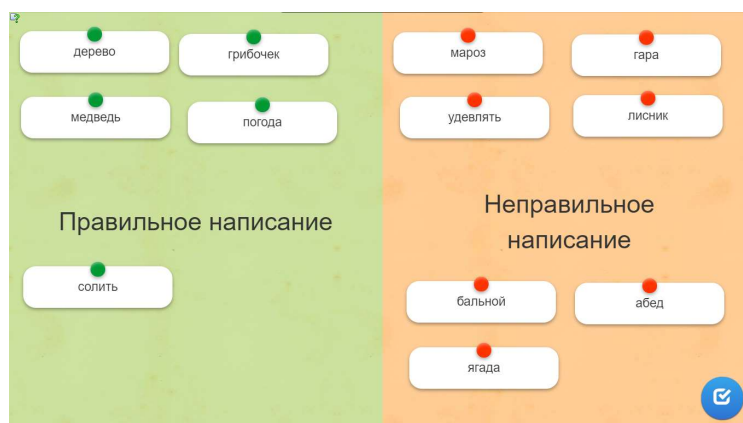 дерево
грибочек
медведь
погода
Правильное написание
солить
мароз
гара
удевлять
лисник
Неправильное
написание
бальной
абед
ягада